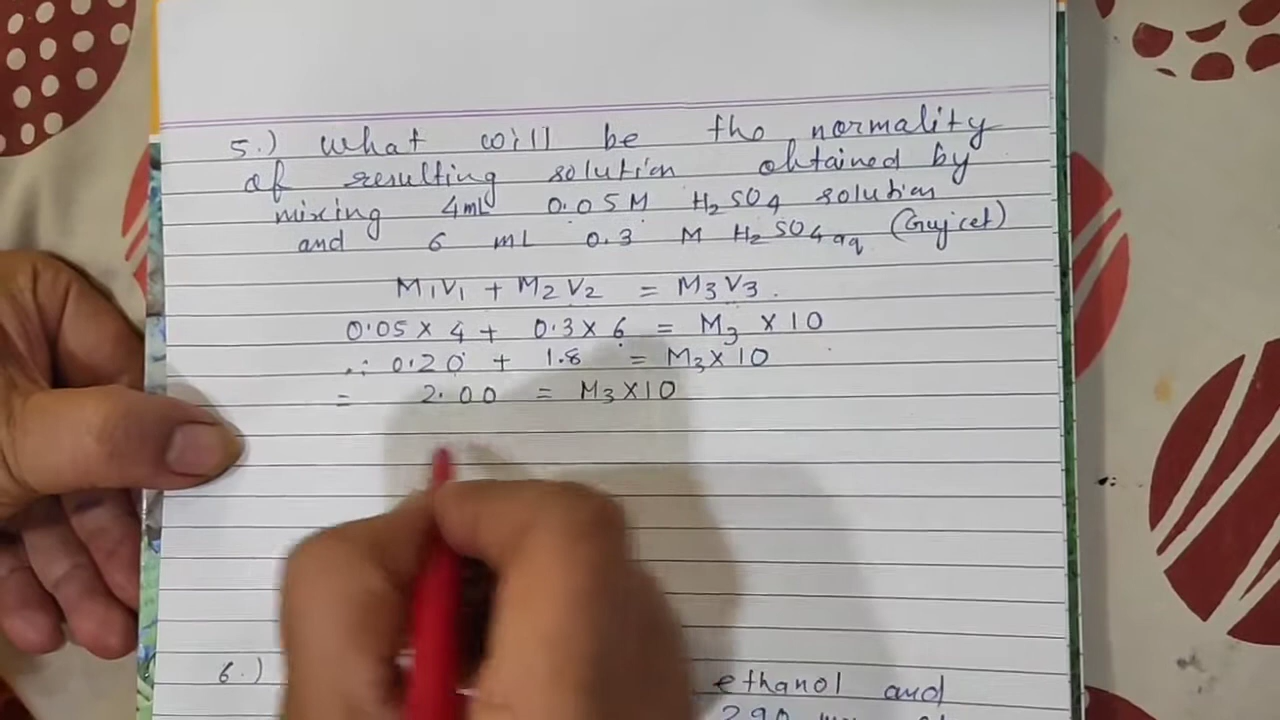 5.) What will be the normality
of resulting solution obtained by
mixing 4mL 0.05M H₂SO₄ solution
and 6 mL 0.3 M H₂SO₄ aq (Gujcet)
M₁V₁ + M₂V₂ = M₃V₃.
0.05 × 4 + 0.3 × 6 = M₃ × 10
∴ 0.20 + 1.8 = M₃×10
= 2.00 = M₃×10
6.) ethanol and
290